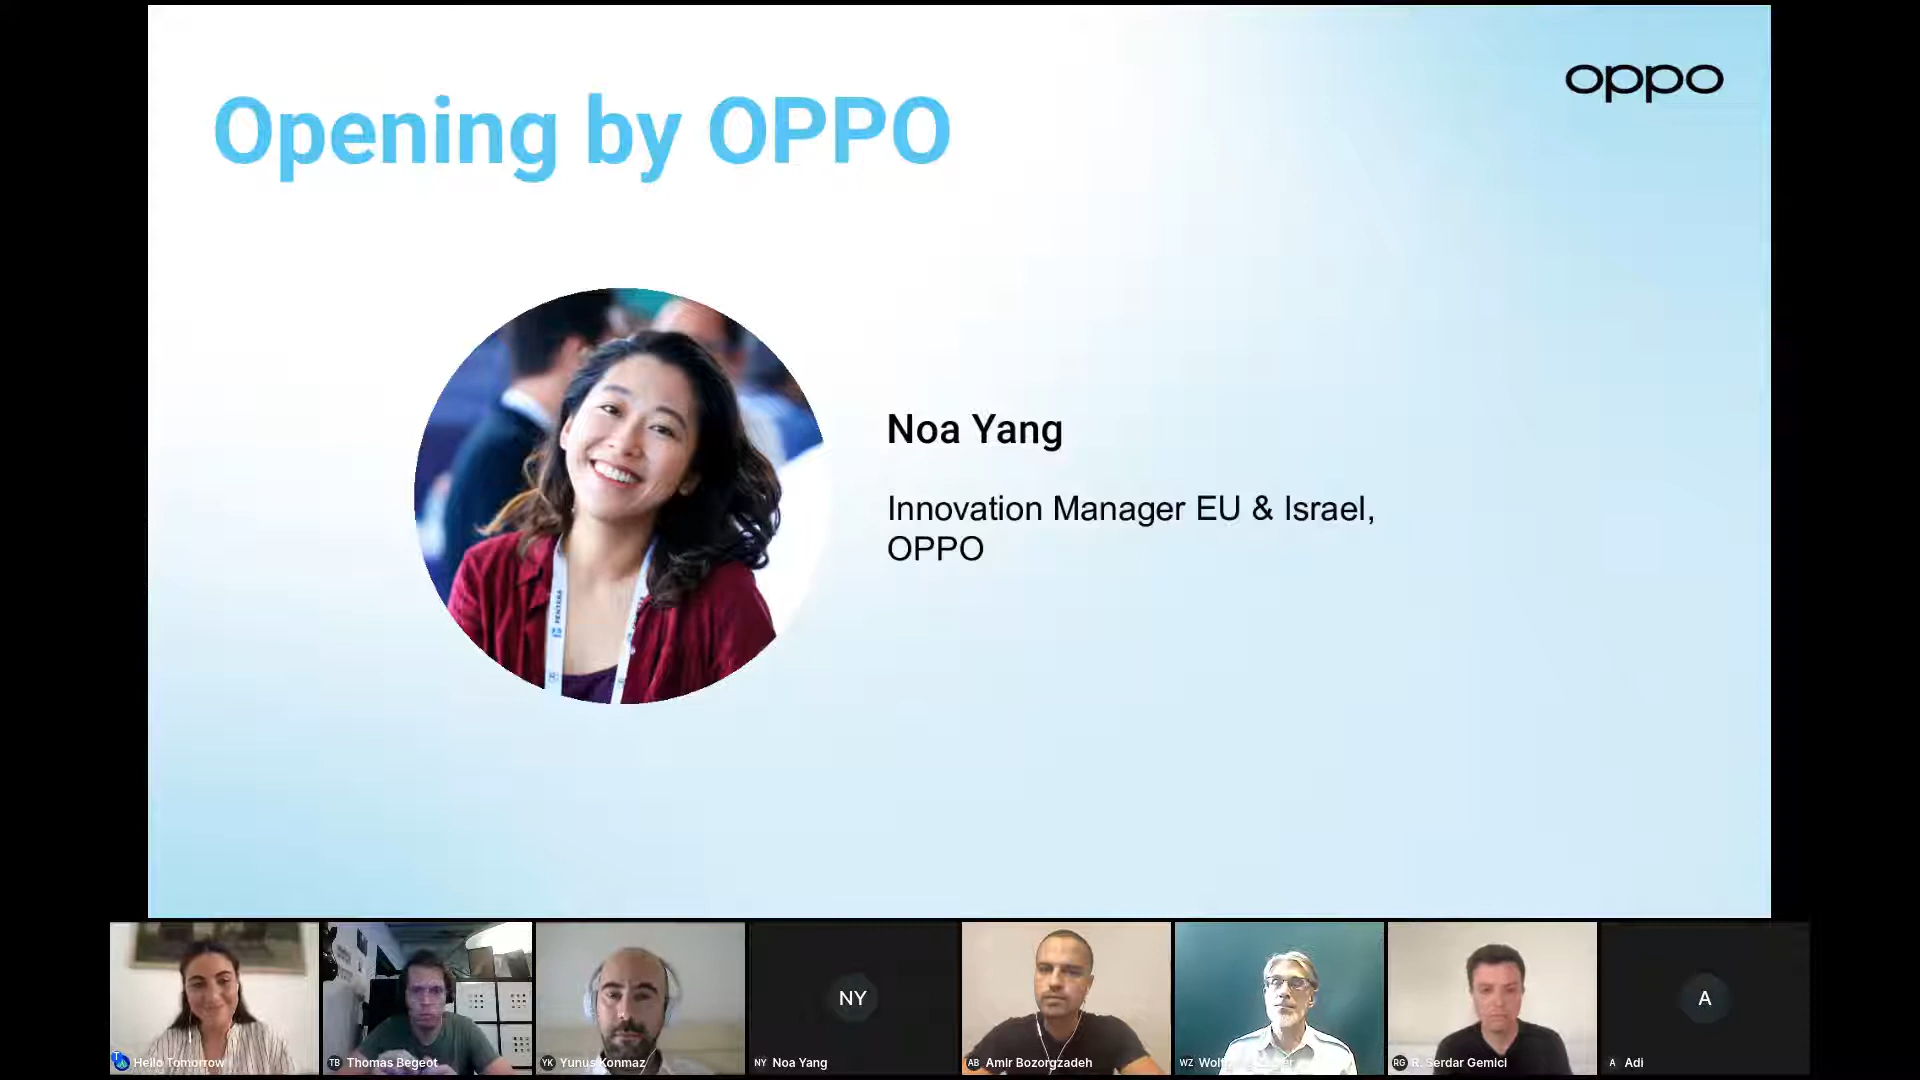 oppo
Opening by OPPO
Noa Yang
Innovation Manager EU & Israel,
OPPO
PENTERA
NY
A
Hello Tomorrow
TB Thomas Begeot
YK Yunus Konmaz
NY Noa Yang
AB Amir Bozorgzadeh
WZ
RG R. Serdar Gemici
A Adi